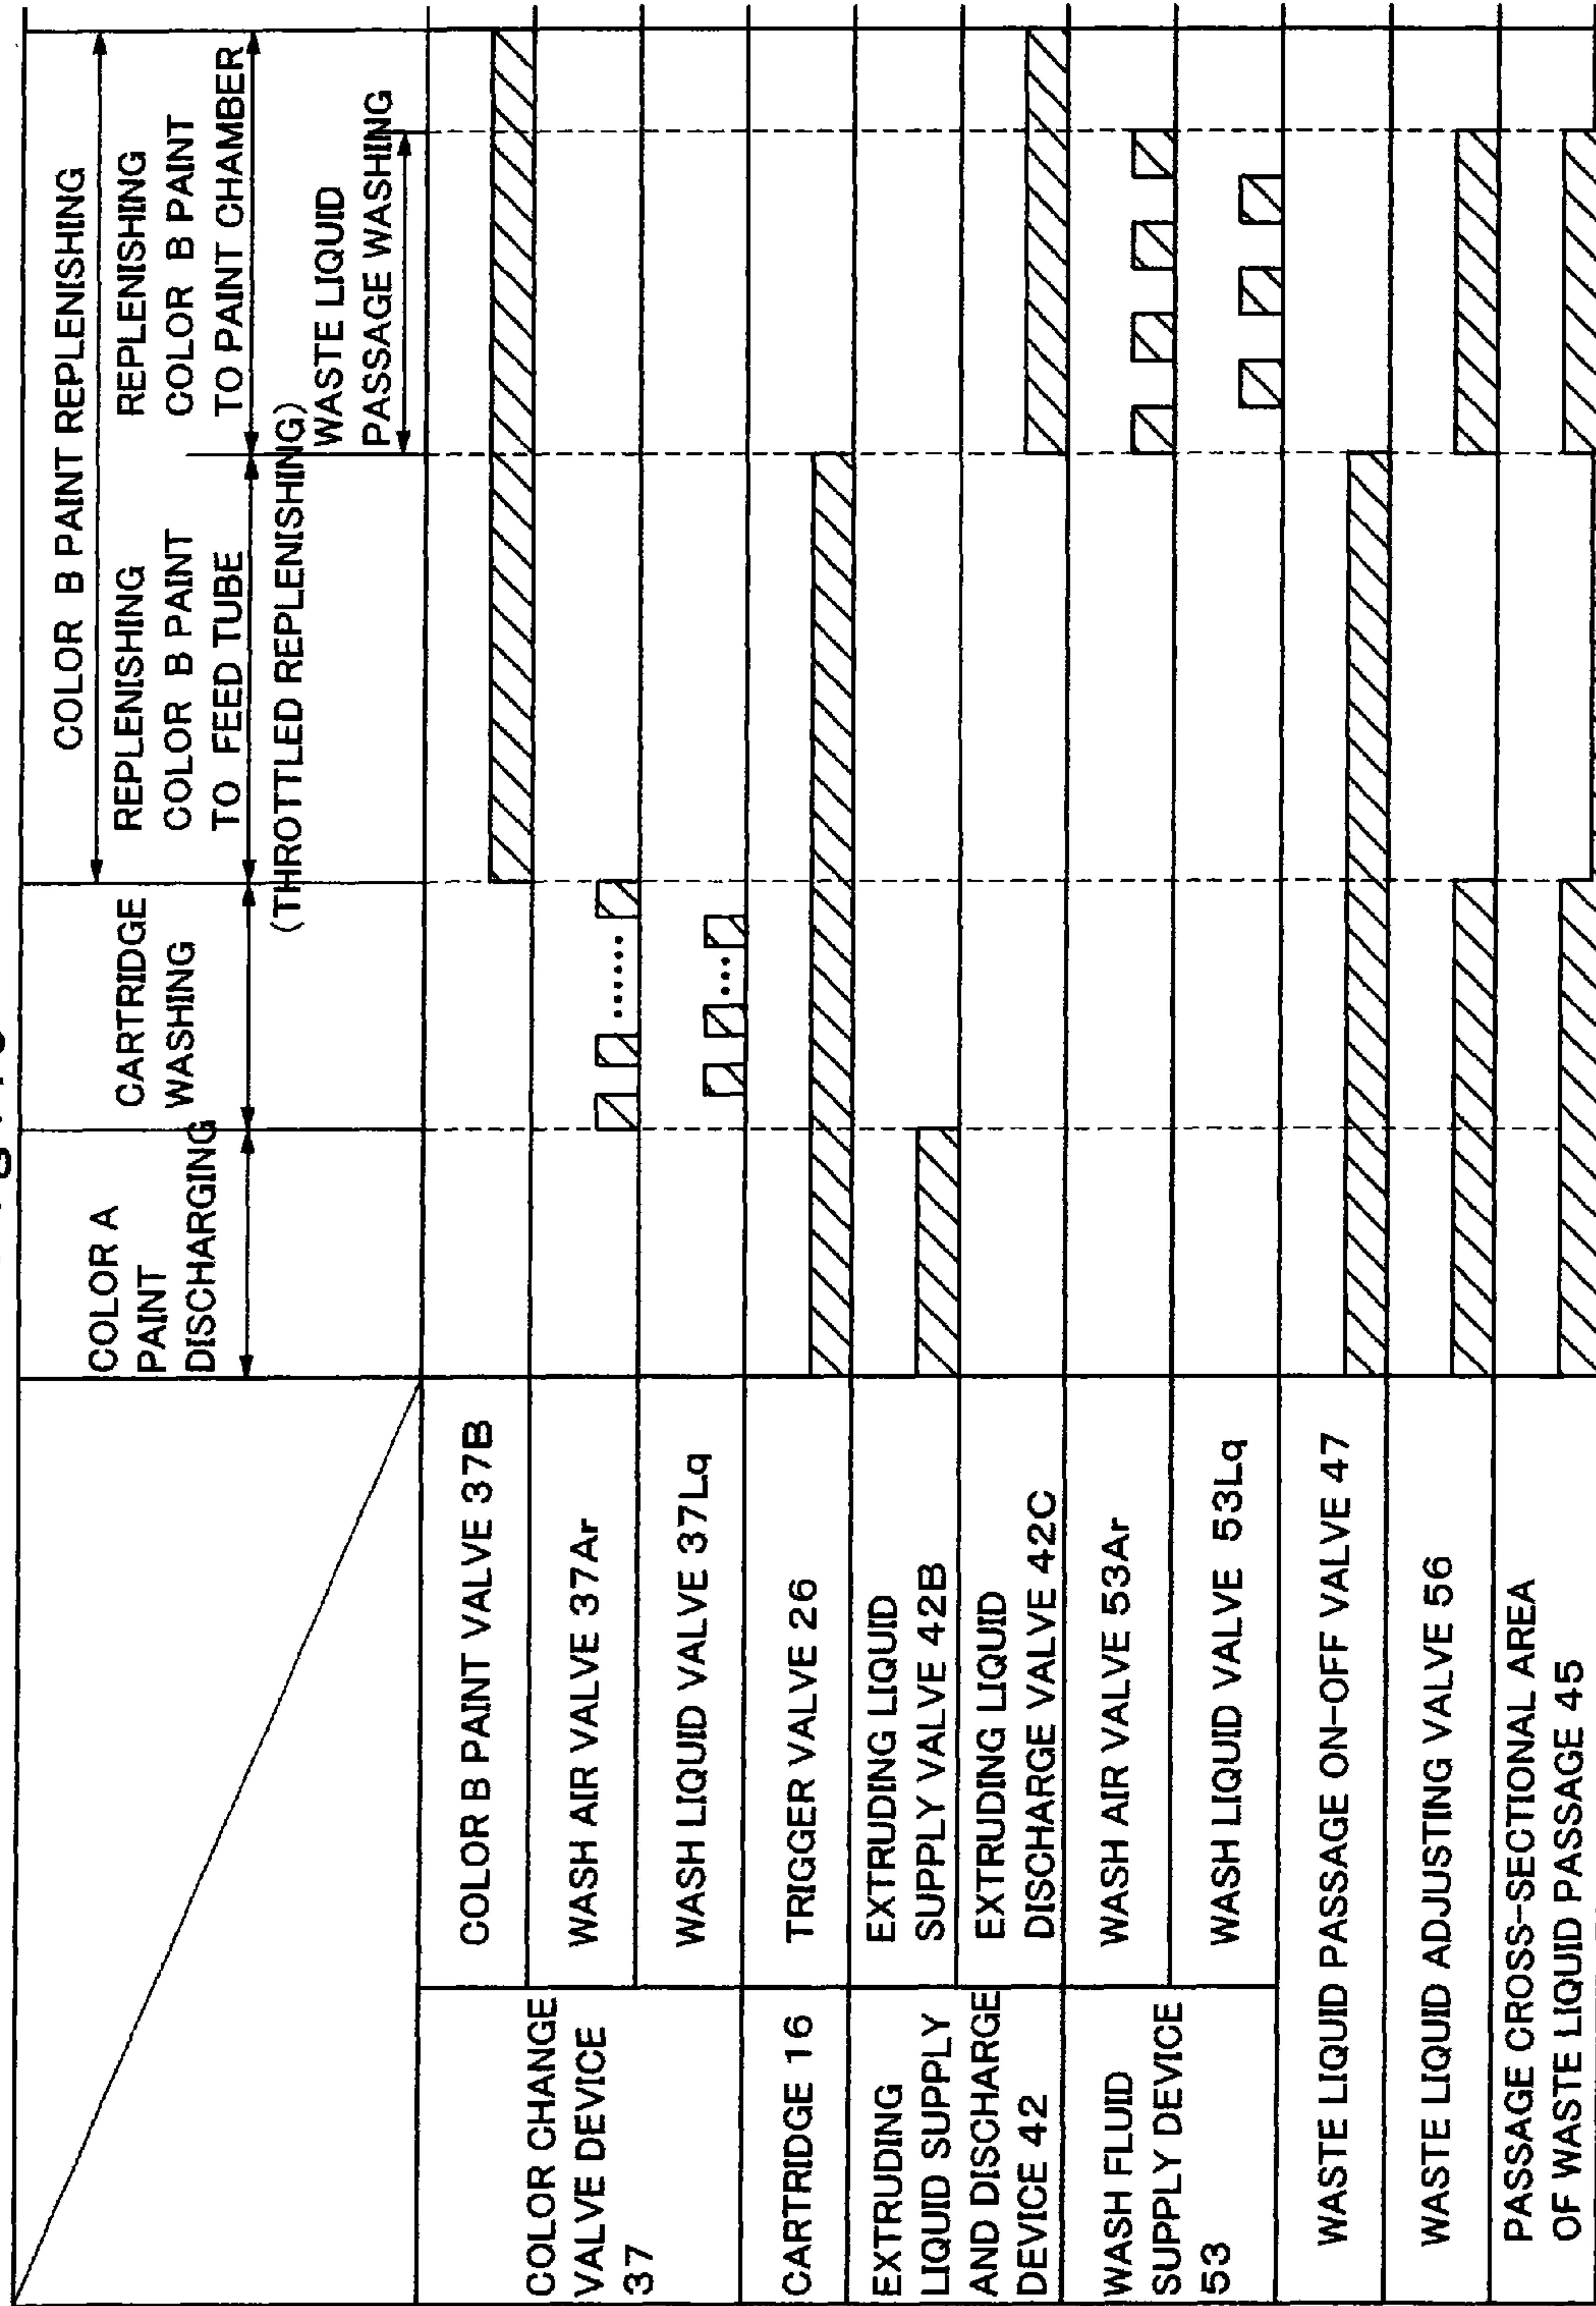 COLOR A
PAINT
DISCHARGING
CARTRIDGE
WASHING
COLOR B PAINT REPLENISHING
REPLENISHING
COLOR B PAINT
TO FEED TUBE
(THROTTLED REPLENISHING)
REPLENISHING
COLOR B PAINT
TO PAINT CHAMBER
WASTE LIQUID
PASSAGE WASHING
COLOR CHANGE
VALVE DEVICE
37
COLOR B PAINT VALVE 37B
WASH AIR VALVE 37Ar
WASH LIQUID VALVE 37Lq
CARTRIDGE 16
TRIGGER VALVE 26
EXTRUDING
LIQUID SUPPLY
AND DISCHARGE
DEVICE 42
EXTRUDING LIQUID
SUPPLY VALVE 42B
EXTRUDING LIQUID
DISCHARGE VALVE 42C
WASH FLUID
SUPPLY DEVICE
53
WASH AIR VALVE 53Ar
WASH LIQUID VALVE 53Lq
WASTE LIQUID PASSAGE ON-OFF VALVE 47
WASTE LIQUID ADJUSTING VALVE 56
PASSAGE CROSS-SECTIONAL AREA
OF WASTE LIQUID PASSAGE 45